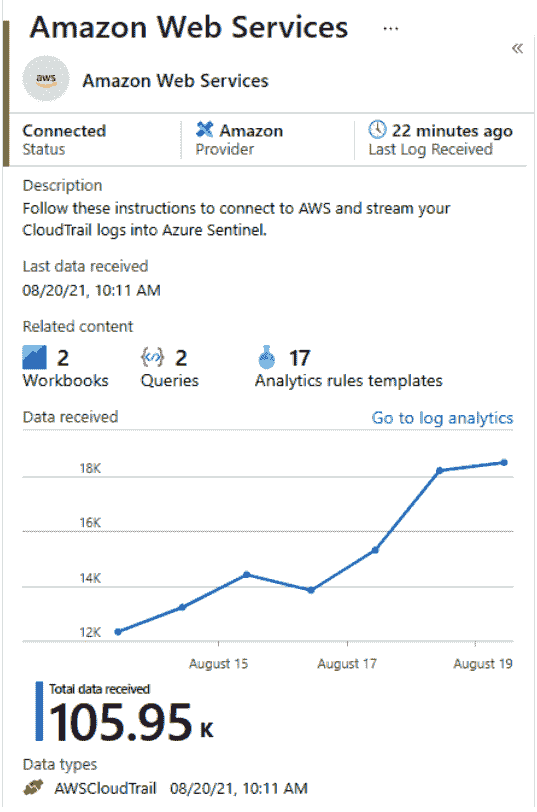 Amazon Web Services ...
«
aws
Amazon Web Services
Connected
Status
Amazon
Provider
22 minutes ago
Last Log Received
Description
Follow these instructions to connect to AWS and stream your
CloudTrail logs into Azure Sentinel.
Last data received
08/20/21, 10:11 AM
Related content
2
Workbooks
2
Queries
17
Analytics rules templates
Data received
Go to log analytics
18K
16K
14K
12K
August 15
August 17
August 19
Total data received
105.95 K
Data types
AWSCloudTrail 08/20/21, 10:11 AM